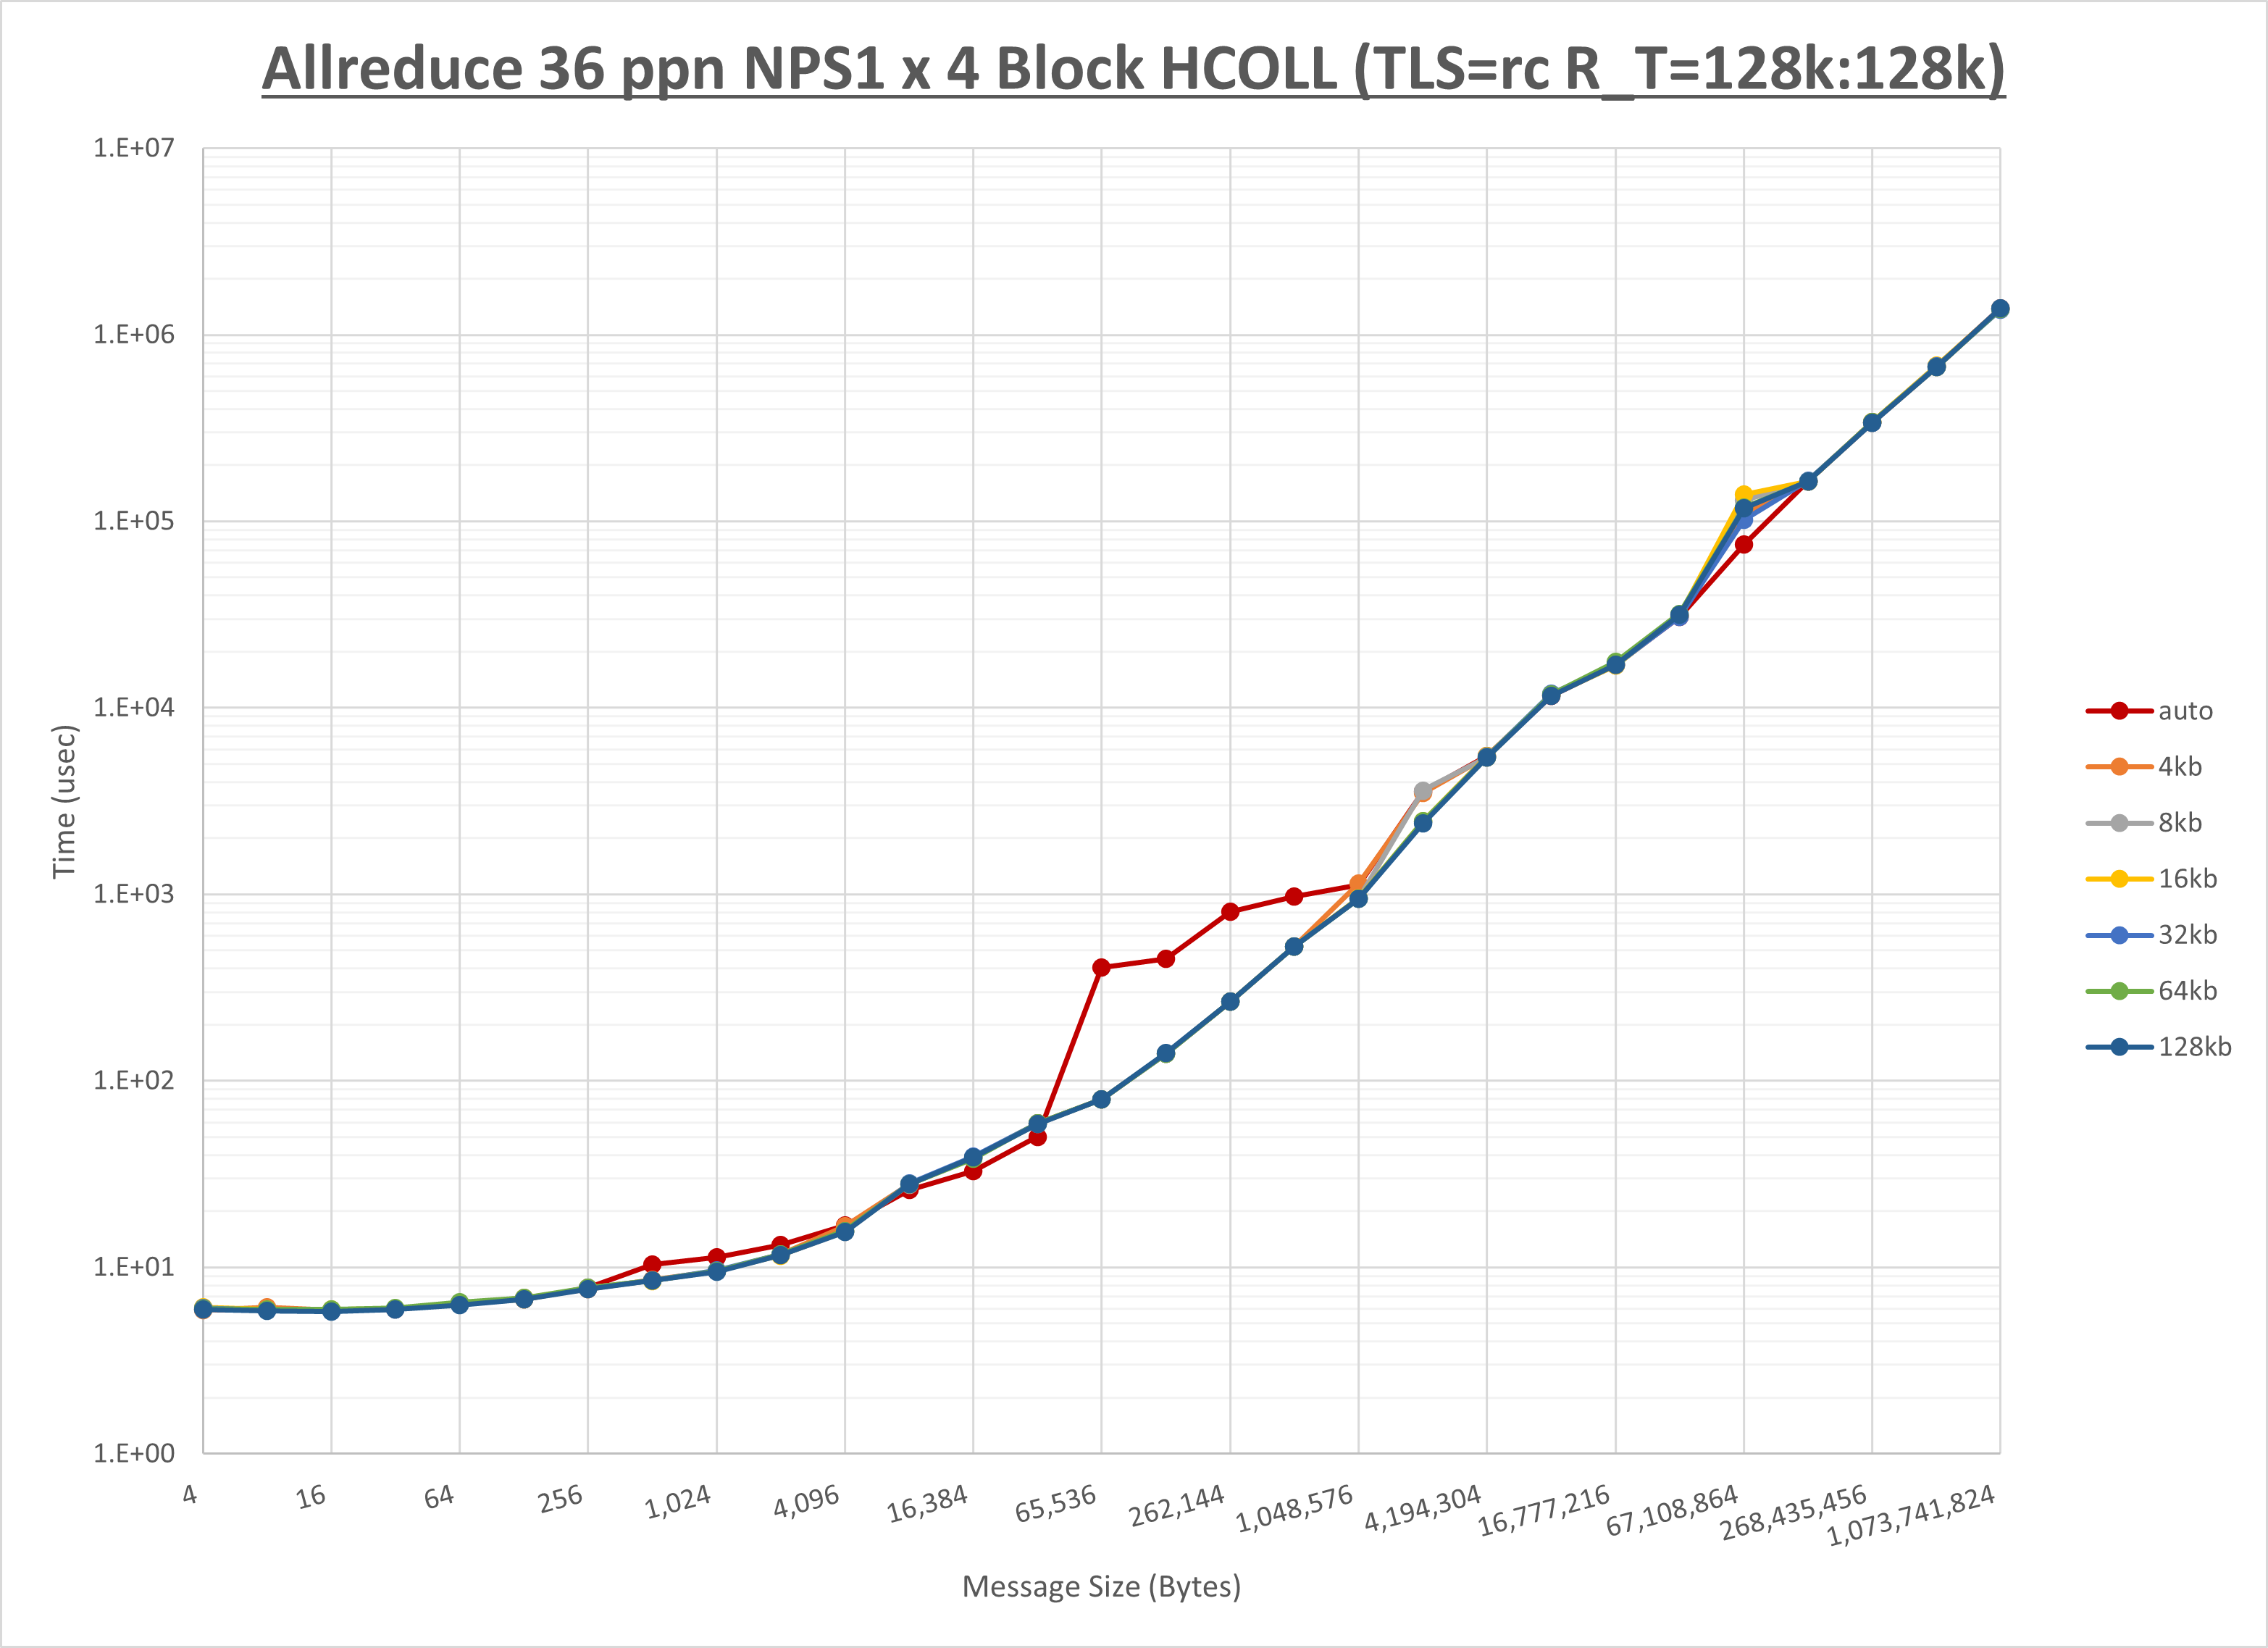 Allreduce 36 ppn NPS1 x 4 Block HCOLL (TLS=rc R_T=128k:128k)
1.E+07
1.E+06
1.E+05
1.E+04
1.E+03
1.E+02
1.E+01
1.E+00
Time (usec)
4
16
64
256
1,024
4,096
16,384
65,536
262,144
1,048,576
4,194,304
16,777,216
67,108,864
268,435,456
1,073,741,824
Message Size (Bytes)
auto
4kb
8kb
16kb
32kb
64kb
128kb